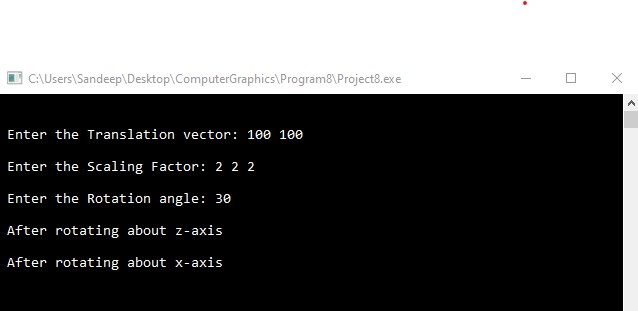 C:\Users\Sandeep\Desktop\ComputerGraphics\Program8\Project8.exe
Enter the Translation vector: 100 100
Enter the Scaling Factor: 2 2 2
Enter the Rotation angle: 30
After rotating about z-axis
After rotating about x-axis